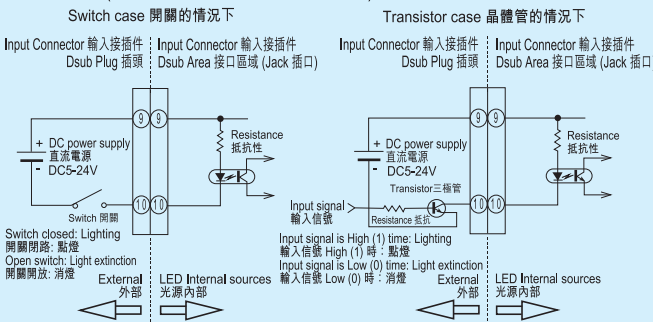 Switch case 開關的情況下
Input Connector 輸入接插件
Dsub Plug 插頭
Input Connector 輸入接插件
Dsub Area 接口區域 (Jack 插口)
9 9
+ DC power supply
直流電源
- DC5-24V
Resistance
抵抗性
10 10
Switch 開關
Switch closed: Lighting
開關閉路: 點燈
Open switch: Light extinction
開關開放: 消燈
External
外部
LED Internal sources
光源內部
Transistor case 晶體管的情況下
Input Connector 輸入接插件
Dsub Plug 插頭
Input Connector 輸入接插件
Dsub Area 接口區域 (Jack 插口
9 9
+ DC power supply
直流電源
- DC5-24V
Resistance
抵抗性
Transistor三極管
10 10
Input signal
輸入信號
Resistance 抵抗
Input signal is High (1) time: Lighting
輸入信號 High (1) 時：點燈
Input signal is Low (0) time: Light extinction
輸入信號 Low (0) 時：消燈
External
外部
LED Internal sources
光源內部